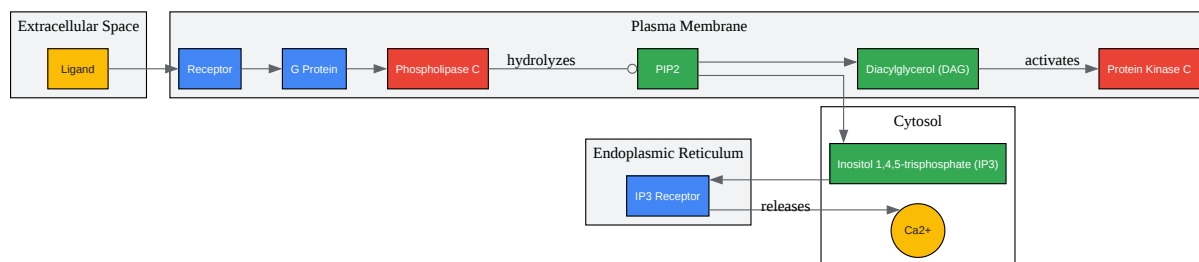 Extracellular Space
Plasma Membrane
Ligand
Receptor
G Protein
Phospholipase C
hydrolyzes
PIP2
Diacylglycerol (DAG)
activates
Protein Kinase C
Cytosol
Endoplasmic Reticulum
Inositol 1,4,5-trisphosphate (IP3)
IP3 Receptor
releases
Ca2+